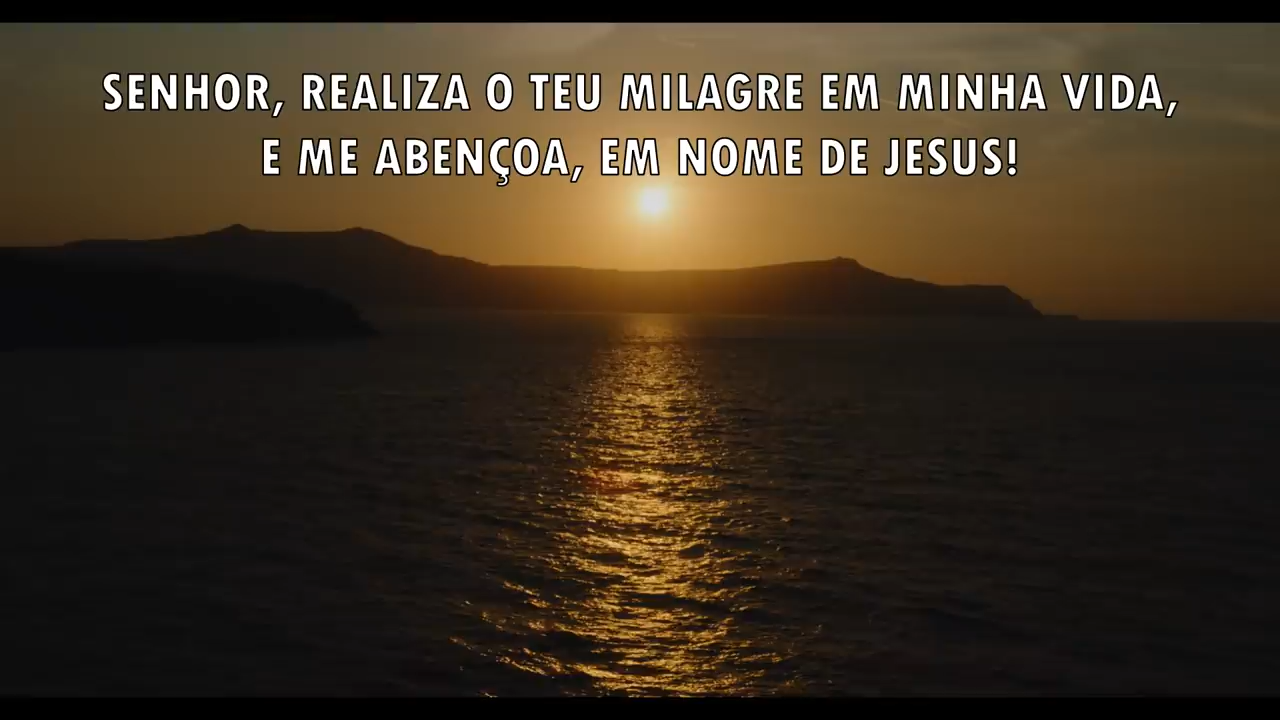 SENHOR, REALIZA O TEU MILAGRE EM MINHA VIDA,
E ME ABENÇOA, EM NOME DE JESUS!